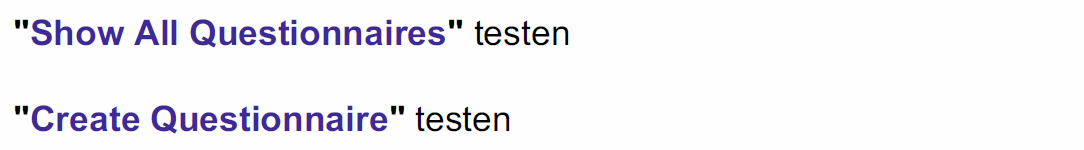 "Show All Questionnaires" testen
"Create Questionnaire" testen